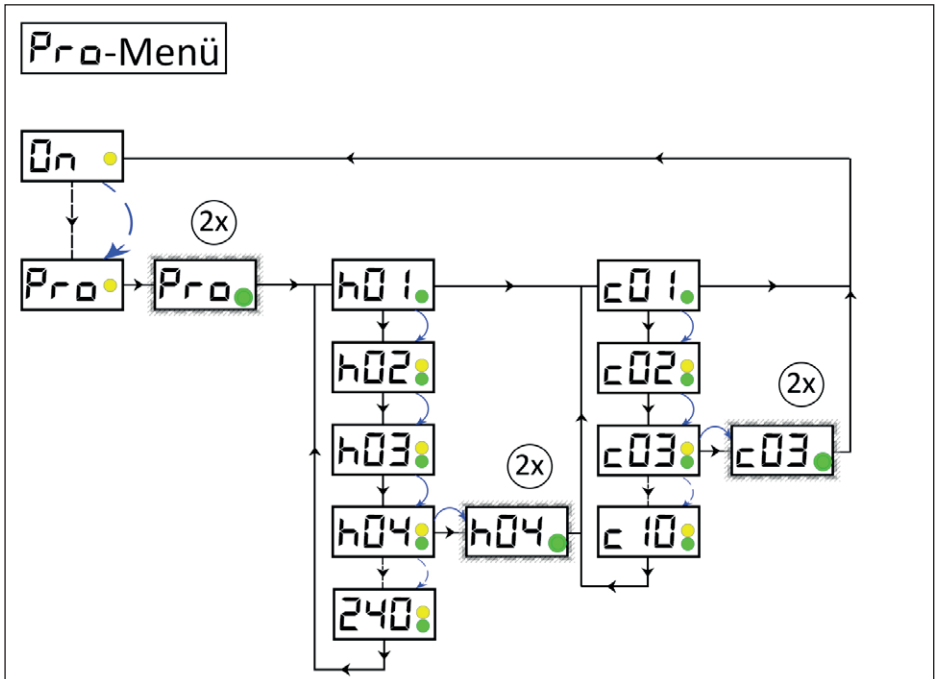 Pro-Menü
On
2x
Pro
Pro
h01
c01
h02
c02
2x
h03
2x
c03
c03
h04
h04
c10
240